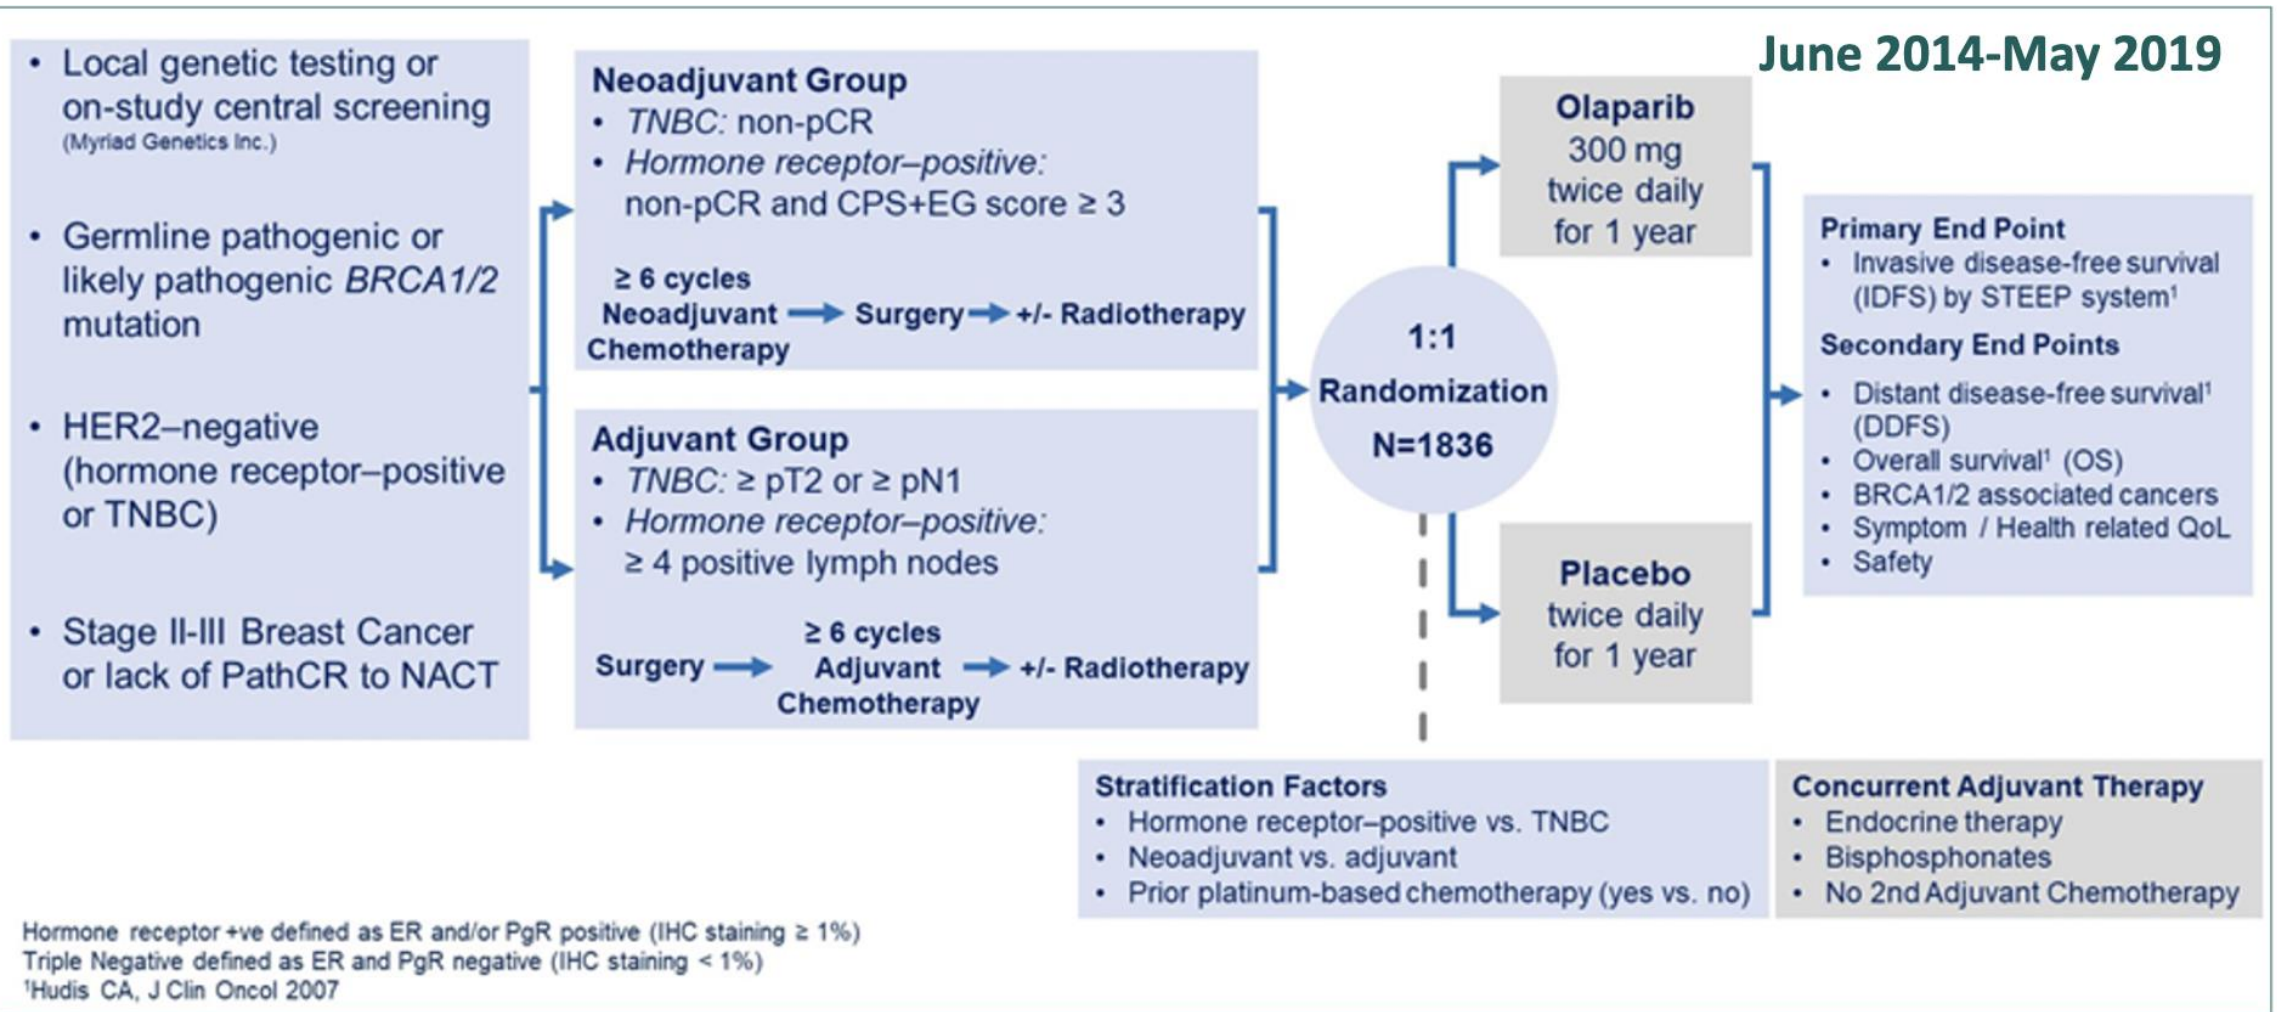 June 2014-May 2019
• Local genetic testing or
on-study central screening
(Myriad Genetics Inc.)
• Germline pathogenic or
likely pathogenic BRCA1/2
mutation
• HER2–negative
(hormone receptor–positive
or TNBC)
• Stage II-III Breast Cancer
or lack of PathCR to NACT
Neoadjuvant Group
• TNBC: non-pCR
• Hormone receptor–positive:
non-pCR and CPS+EG score ≥ 3
≥ 6 cycles
Neoadjuvant Surgery +/- Radiotherapy
Chemotherapy
Adjuvant Group
• TNBC: ≥ pT2 or ≥ pN1
• Hormone receptor–positive:
≥ 4 positive lymph nodes
≥ 6 cycles
Surgery Adjuvant +/- Radiotherapy
Chemotherapy
1:1
Randomization
N=1836
Olaparib
300 mg
twice daily
for 1 year
Placebo
twice daily
for 1 year
Primary End Point
• Invasive disease-free survival
(IDFS) by STEEP system¹
Secondary End Points
• Distant disease-free survival¹
(DDFS)
• Overall survival¹ (OS)
• BRCA1/2 associated cancers
• Symptom / Health related QoL
• Safety
Stratification Factors
• Hormone receptor–positive vs. TNBC
• Neoadjuvant vs. adjuvant
• Prior platinum-based chemotherapy (yes vs. no)
Concurrent Adjuvant Therapy
• Endocrine therapy
• Bisphosphonates
• No 2nd Adjuvant Chemotherapy
Hormone receptor +ve defined as ER and/or PgR positive (IHC staining ≥ 1%)
Triple Negative defined as ER and PgR negative (IHC staining < 1%)
¹Hudis CA, J Clin Oncol 2007